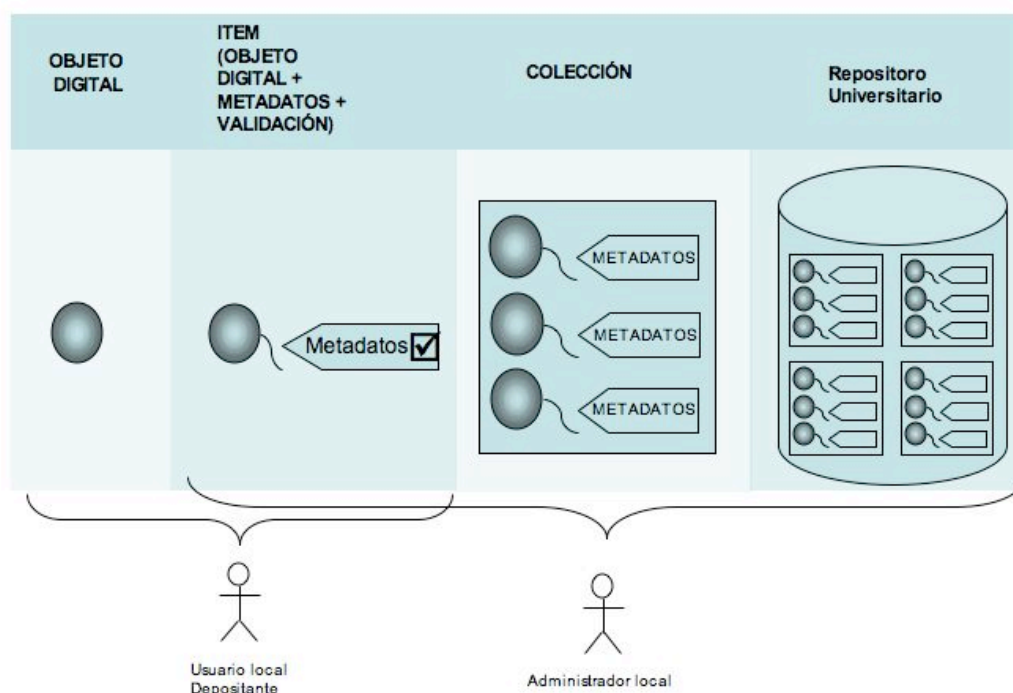 OBJETO
DIGITAL
ITEM
(OBJETO
DIGITAL +
METADATOS +
VALIDACIÓN)
COLECCIÓN
Repositoro
Universitario
Metadatos
METADATOS
METADATOS
METADATOS
Usuario local
Depositante
Administrador local